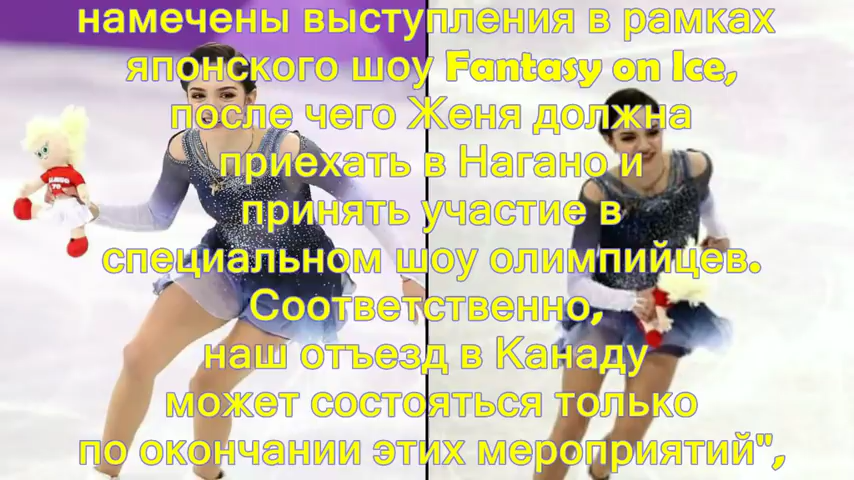 намечены выступления в рамках
японского шоу Fantasy on Ice,
после чего Женя должна
приехать в Нагано и
принять участие в
специальном шоу олимпийцев.
Соответственно,
наш отъезд в Канаду
может состояться только
по окончании этих мероприятий",